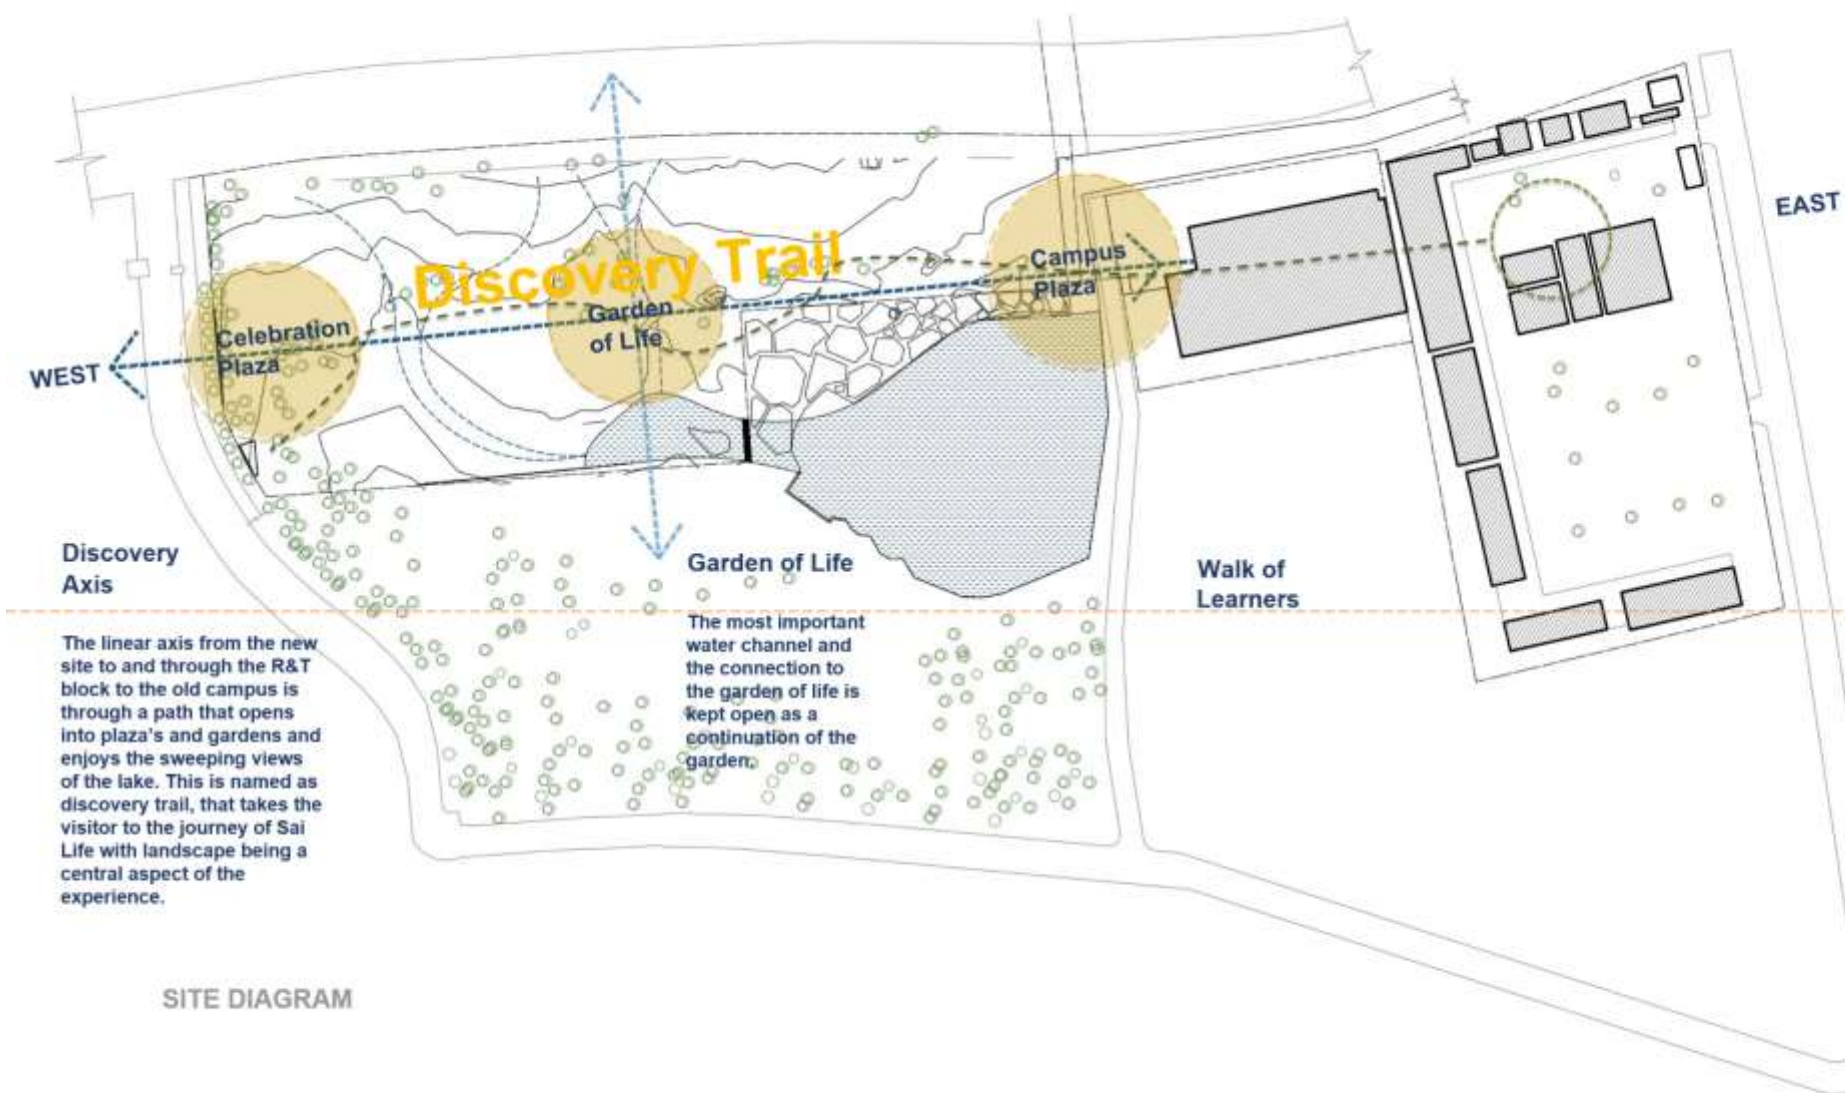 Discovery Trail
EAST
Campus
Plaza
Garden
of Life
Celebration
Plaza
WEST
Discovery
Axis
The linear axis from the new
site to and through the R&T
block to the old campus is
through a path that opens
into plaza's and gardens and
enjoys the sweeping views
of the lake. This is named as
discovery trail, that takes the
visitor to the journey of Sai
Life with landscape being a
central aspect of the
experience.
Garden of Life
The most important
water channel and
the connection to
the garden of life is
kept open as a
continuation of the
garden.
Walk of
Learners
SITE DIAGRAM